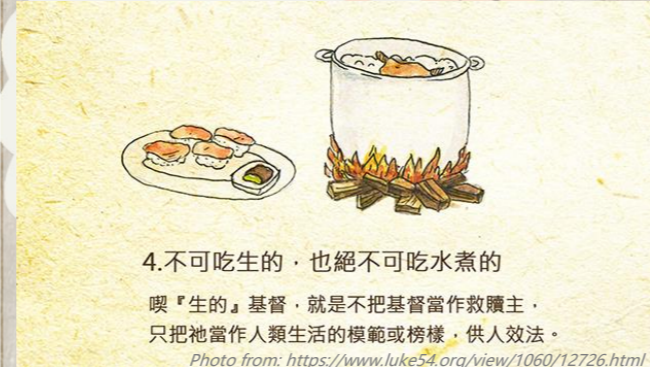 4.不可吃生的，也絕不可吃水煮的
喫『生的』基督，就是不把基督當作救贖主，
只把祂當作人類生活的模範或榜樣，供人效法。
Photo from: https://www.luke54.org/view/1060/12726.html